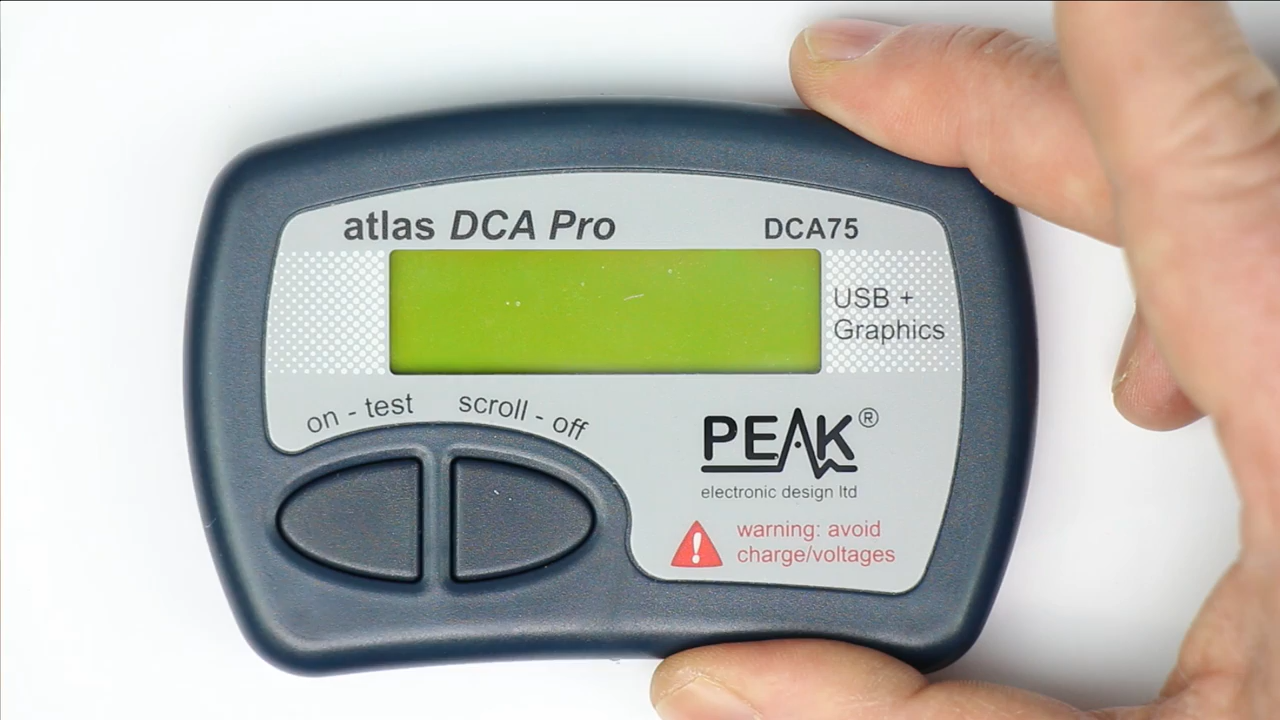 atlas DCA Pro
DCA75
USB +
Graphics
on - test
scroll - off
PEAK®
electronic design ltd
warning: avoid
charge/voltages